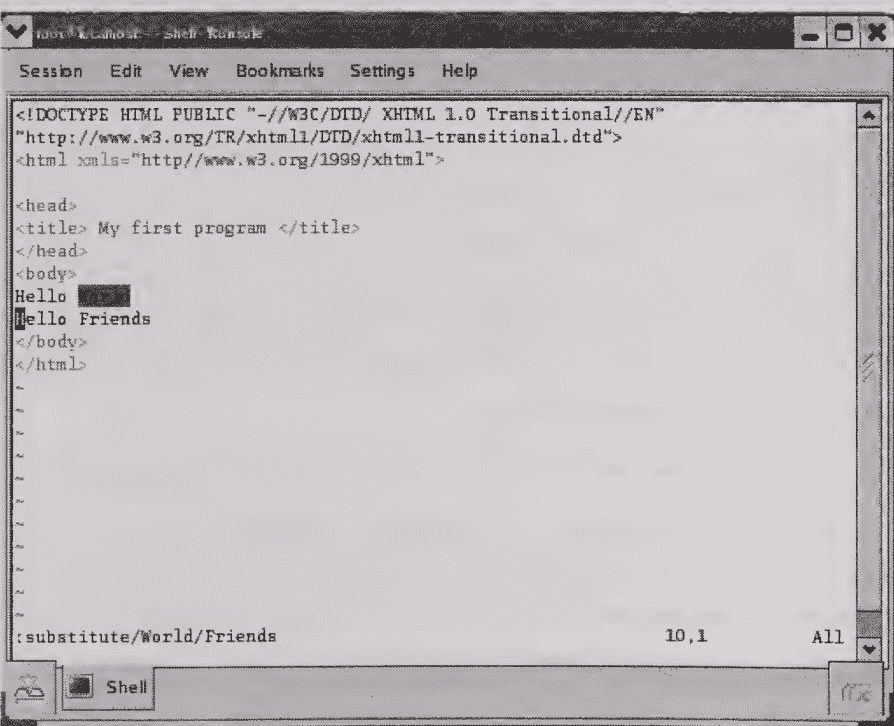 Shell Konsole
Session Edit View Bookmarks Settings Help
<!DOCTYPE HTML PUBLIC "-//W3C/DTD/ XHTML 1.0 Transitional//EN"
"http://www.w3.org/TR/xhtml1/DTD/xhtml1-transitional.dtd">
<html xmls="http//www.w3.org/1999/xhtml">
<head>
<title> My first program </title>
</head>
<body>
Hello
Hello Friends
</body>
</html>
~
~
~
~
~
~
~
~
~
~
~
:substitute/World/Friends 10,1 All
Shell